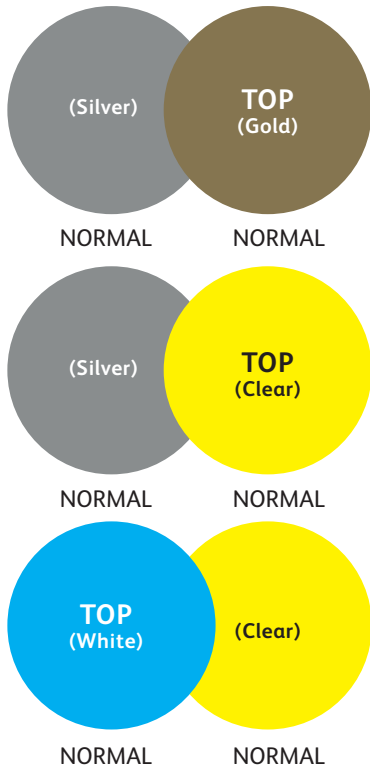 (Silver)
TOP
(Gold)
NORMAL
NORMAL
(Silver)
TOP
(Clear)
NORMAL
NORMAL
TOP
(White)
(Clear)
NORMAL
NORMAL